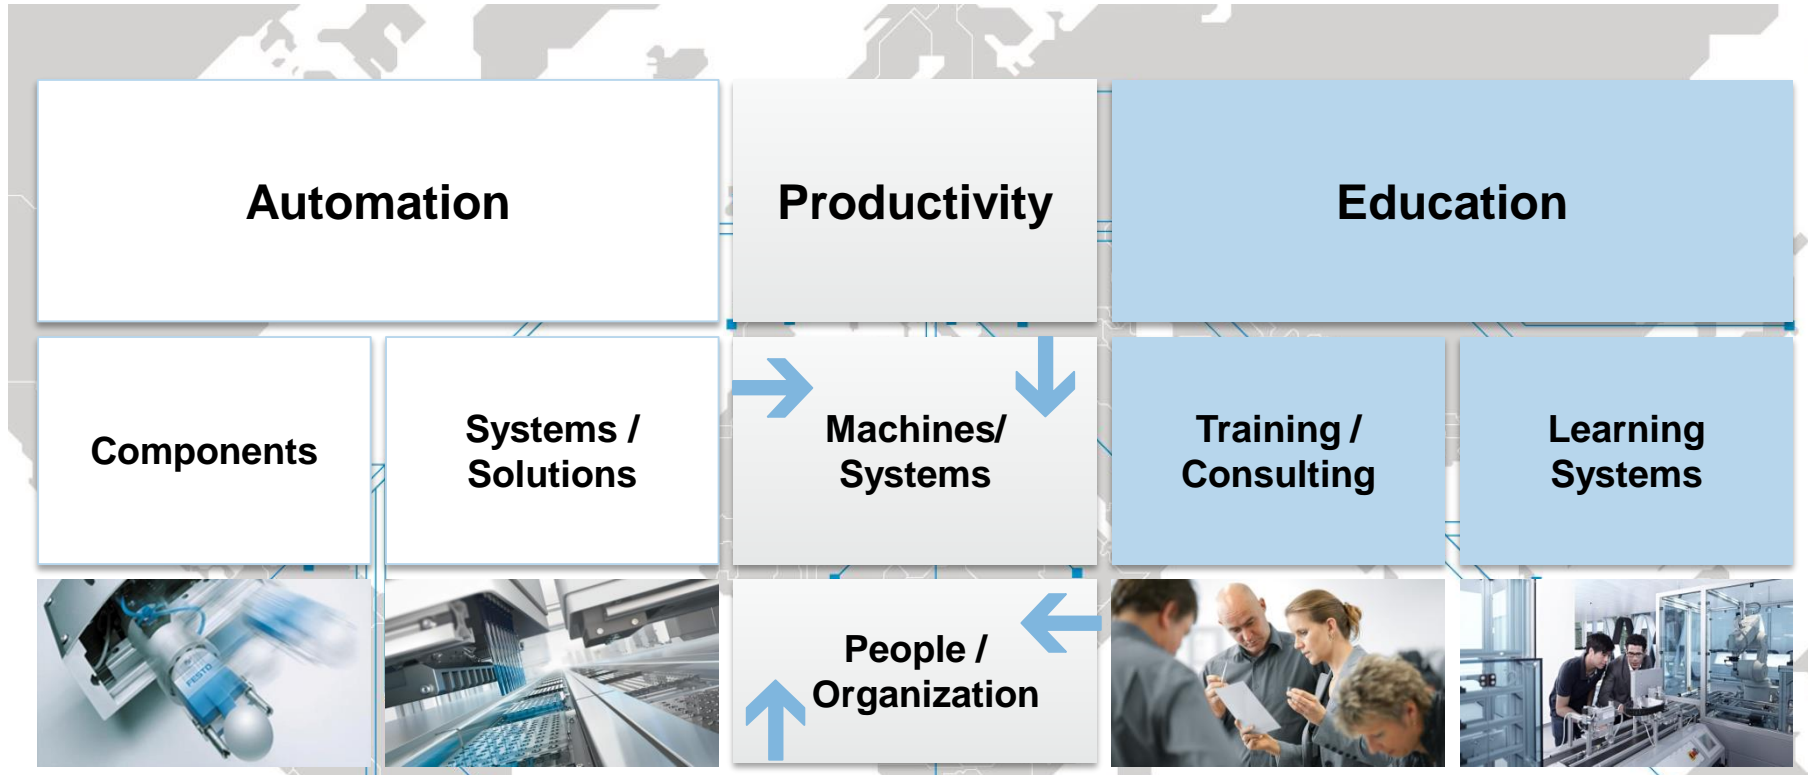 Automation
Productivity
Education
Components
Systems /
Solutions
Machines/
Systems
Training /
Consulting
Learning
Systems
People /
Organization
FESTO